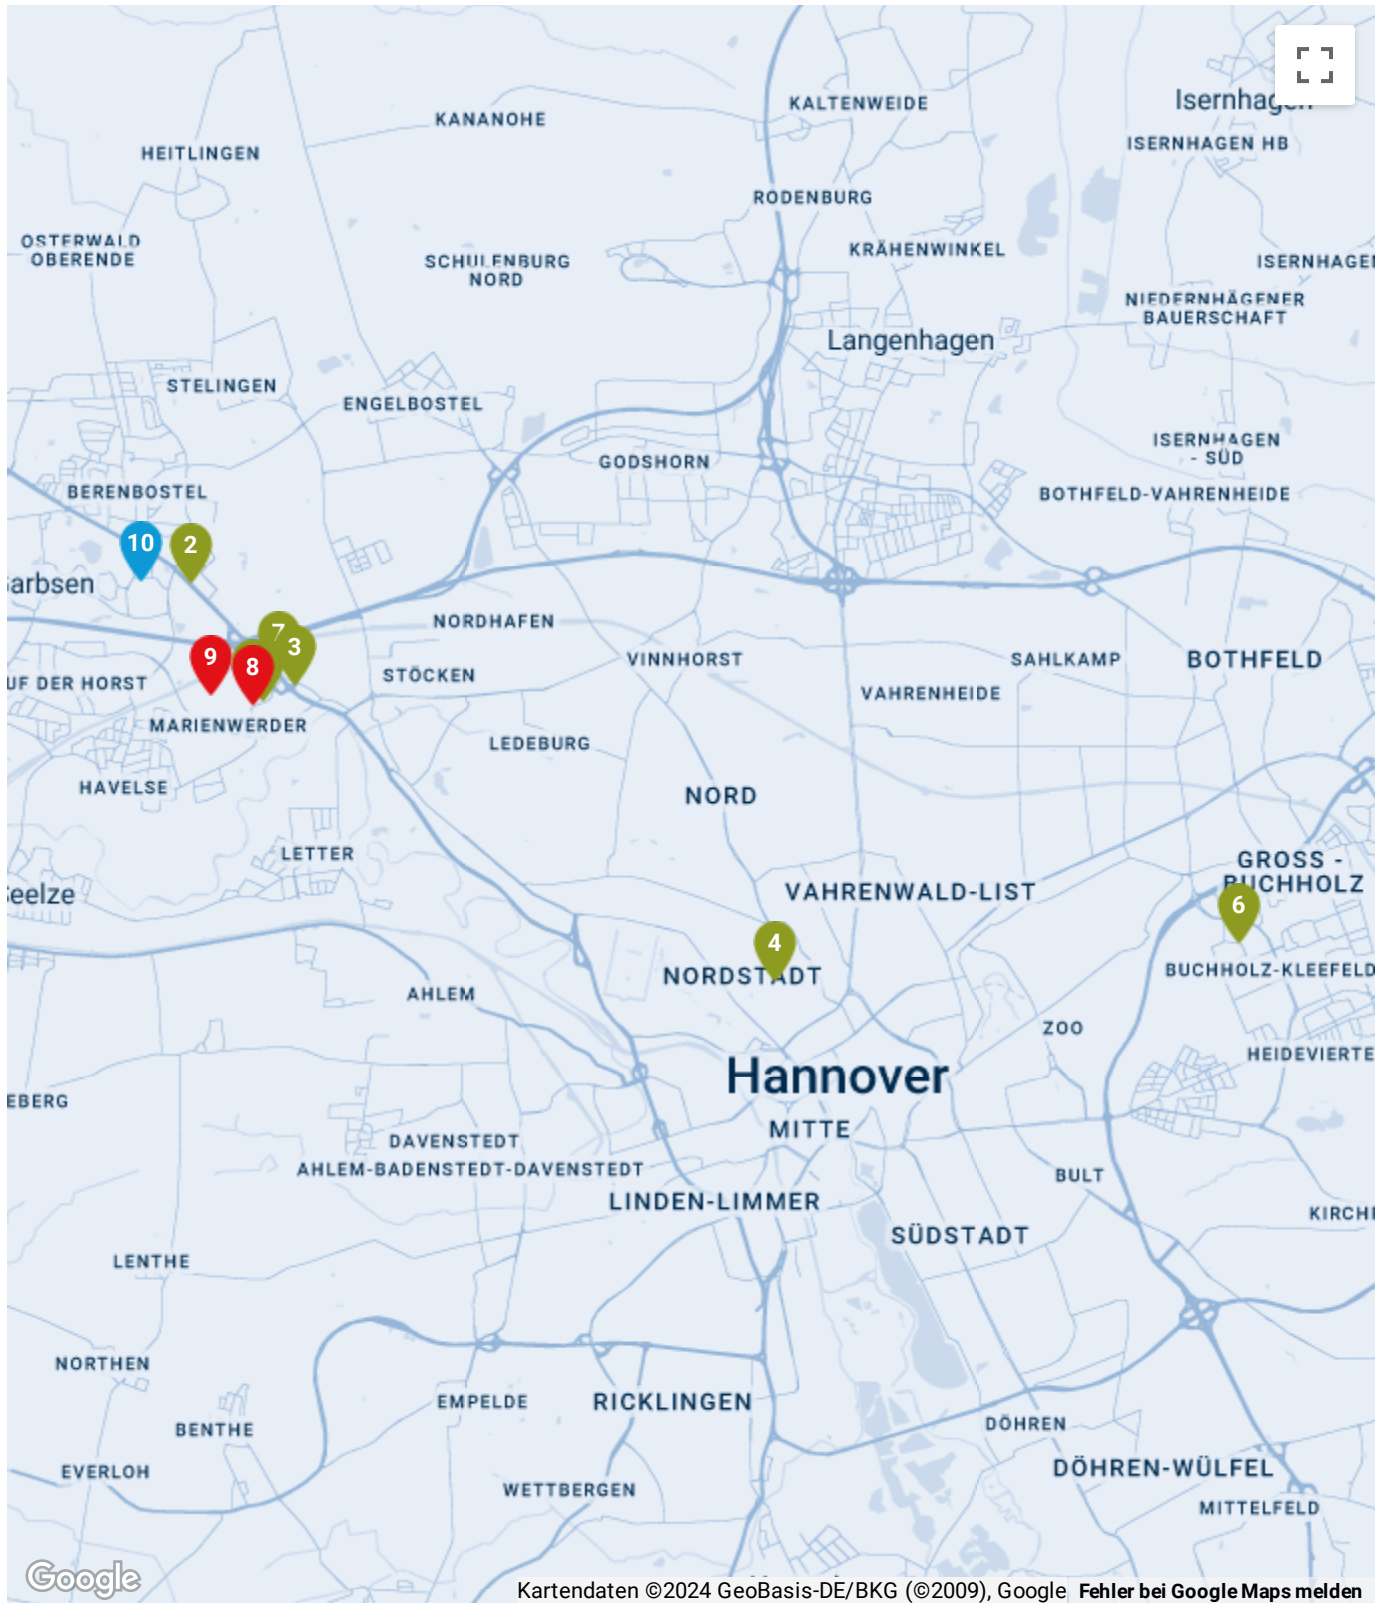 KALTENWEIDE
Isernhagen
KANANOHE
ISERNHAGEN HB
HEITLINGEN
RODENBURG
OSTERWALD
OBERENDE
KRÄHENWINKEL
SCHULENBURG
NORD
ISERNHAGEN
NIEDERNHÄGENER
BAUERSCHAFT
Langenhagen
STELINGEN
ENGELBOSTEL
ISERNHAGEN
- SÜD
GODSHORN
BERENBOSTEL
BOTHFELD-VAHRENHEIDE
10
2
arbsen
NORDHAFEN
7
3
9
8
VINNHORST
SAHLKAMP
BOTHFELD
STÖCKEN
UF DER HORST
VAHRENHEIDE
MARIENWERDER
LEDEBURG
HAVELSE
NORD
LETTER
GROSS -
BUCHHOLZ
eelze
VAHRENWALD-LIST
6
4
NORDSTADT
BUCHHOLZ-KLEEFELD
AHLEM
ZOO
HEIDEVIERTE
Hannover
EBERG
MITTE
DAVENSTEDT
AHLEM-BADENSTEDT-DAVENSTEDT
BULT
LINDEN-LIMMER
KIRCH
SÜDSTADT
LENTHE
NORTHEN
EMPELDE
RICKLINGEN
BENTHE
DÖHREN
EVERLOH
DÖHREN-WÜLFEL
WETTBERGEN
MITTELFELD
Google
Kartendaten ©2024 GeoBasis-DE/BKG (©2009), Google
Fehler bei Google Maps melden